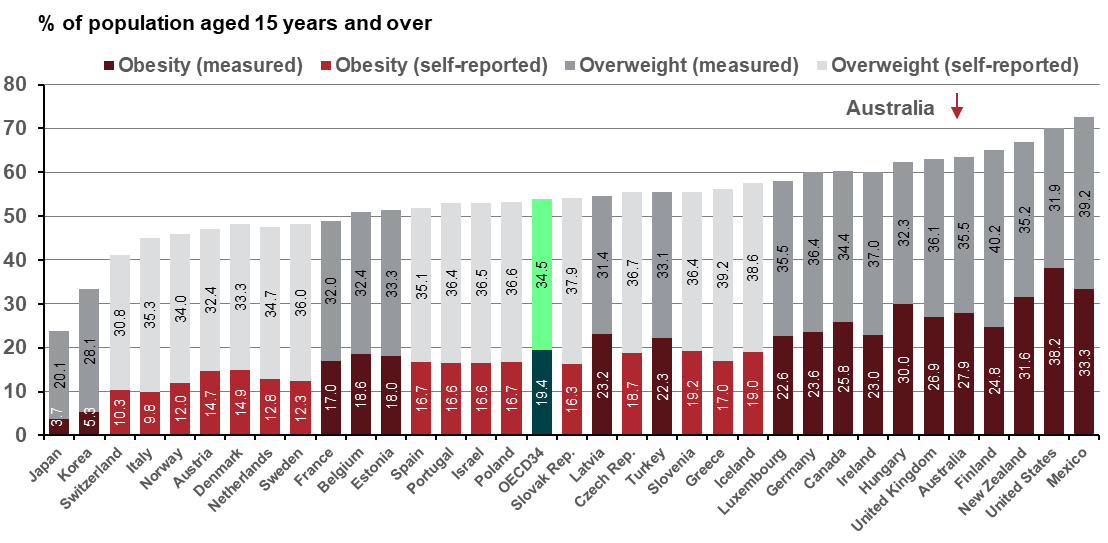 % of population aged 15 years and over
Obesity (measured) Obesity (self-reported) Overweight (measured) Overweight (self-reported)
Australia
80
70
60
50
40
30
20
10
0
20.1 28.1 30.8 35.3 34.0 32.4 33.3 34.7 36.0 32.0 32.4 33.3 35.1 36.4 36.5 36.6 34.5 37.9 31.4 36.7 33.1 36.4 39.2 38.6 35.5 36.4 34.4 37.0 32.3 36.1 35.5 40.2 35.2 31.9 39.2
3.7 5.3 10.3 9.8 12.0 14.7 14.9 12.8 12.3 17.0 18.6 18.0 16.7 16.6 16.6 16.7 19.4 16.3 23.2 18.7 22.3 19.2 17.0 19.0 22.6 23.6 25.8 23.0 30.0 26.9 27.9 24.8 31.6 38.2 33.3
Japan
Korea
Switzerland
Italy
Norway
Austria
Denmark
Netherlands
Sweden
France
Belgium
Estonia
Spain
Portugal
Israel
Poland
OECD34
Slovak Rep.
Latvia
Czech Rep.
Turkey
Slovenia
Greece
Iceland
Luxembourg
Germany
Canada
Ireland
Hungary
United Kingdom
Australia
Finland
New Zealand
United States
Mexico